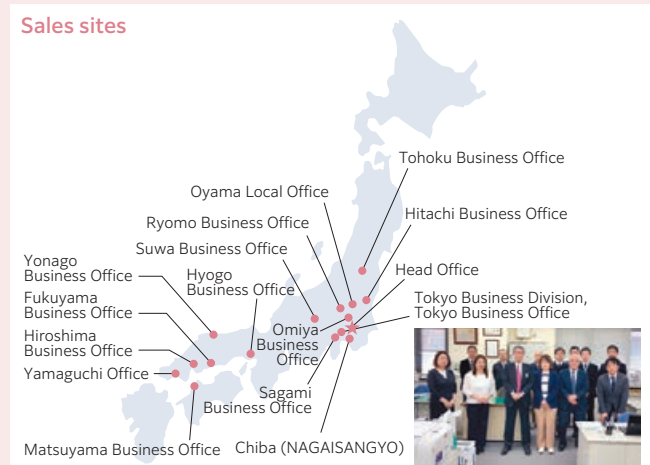 Sales sites
Tohoku Business Office
Oyama Local Office
Hitachi Business Office
Ryomo Business Office
Suwa Business Office
Yonago
Business Office
Hyogo
Business Office
Head Office
Fukuyama
Business Office
Tokyo Business Division,
Tokyo Business Office
Omiya
Business
Office
Hiroshima
Business Office
Yamaguchi Office
Sagami
Business Office
Matsuyama Business Office
Chiba (NAGAISANGYO)